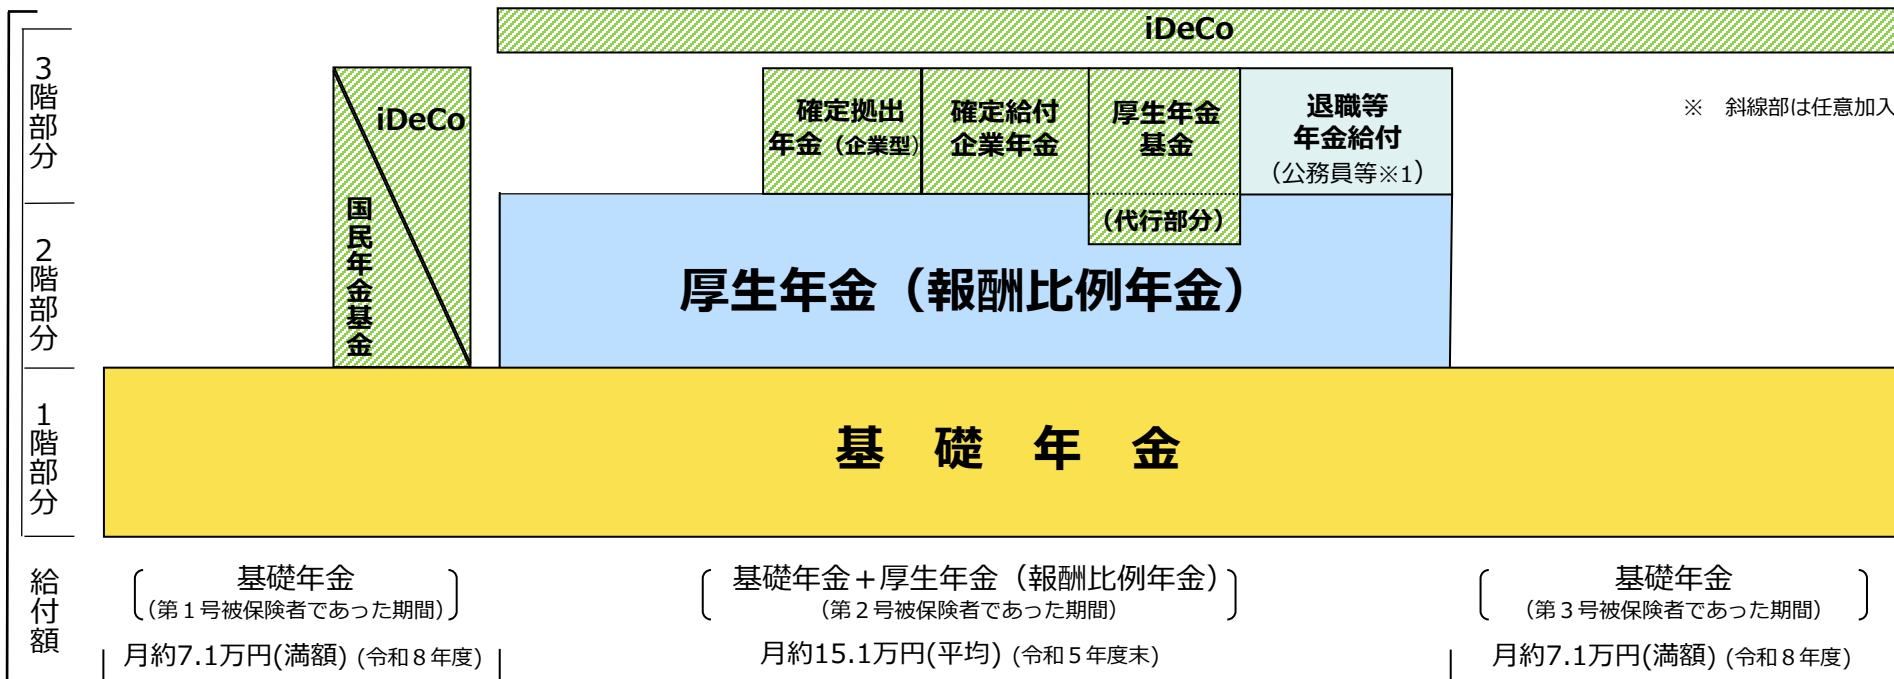 iDeCo
3階部分
iDeCo
国民年金基金
確定拠出
年金（企業型）
確定給付
企業年金
厚生年金
基金
（代行部分）
退職等
年金給付
（公務員等※1）
※　斜線部は任意加入
2階部分
厚生年金（報酬比例年金）
1階部分
基　礎　年　金
給付額
基礎年金
（第１号被保険者であった期間）
月約7.1万円(満額) (令和８年度)
基礎年金＋厚生年金（報酬比例年金）
（第２号被保険者であった期間）
月約15.1万円(平均) (令和５年度末)
基礎年金
（第３号被保険者であった期間）
月約7.1万円(満額) (令和８年度)